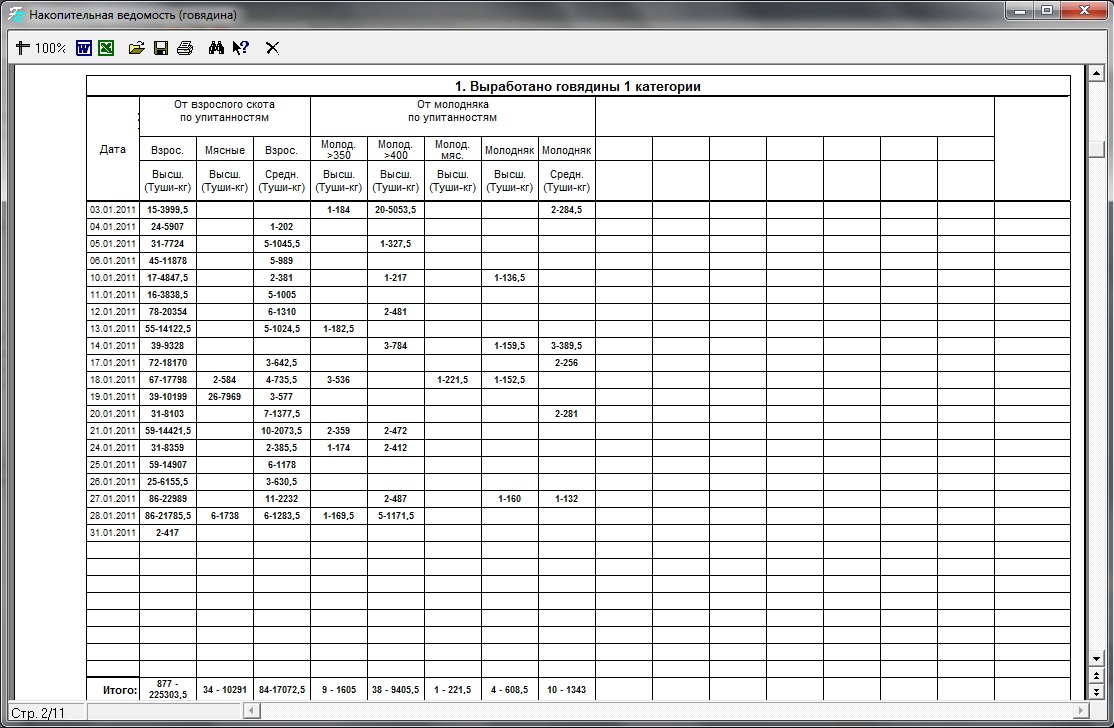 Накопительная ведомость (говядина)
100%
1. Выработано говядины 1 категории
От взрослого скота по упитанностям
От молодняка по упитанностям
Дата Взрос. Мясные Взрос. Молод. >350 Молод. >400 Молод. мяс. Молодняк Молодняк
Высш. (Туши-кг) Высш. (Туши-кг) Средн. (Туши-кг) Высш. (Туши-кг) Высш. (Туши-кг) Высш. (Туши-кг) Высш. (Туши-кг) Средн. (Туши-кг)
03.01.2011 15-3999,5 1-184 20-5053,5 2-284,5
04.01.2011 24-5907 1-202
05.01.2011 31-7724 5-1045,5 1-327,5
06.01.2011 45-11878 5-989
10.01.2011 17-4847,5 2-381 1-217 1-136,5
11.01.2011 16-3838,5 5-1005
12.01.2011 78-20354 6-1310 2-481
13.01.2011 55-14122,5 5-1024,5 1-182,5
14.01.2011 39-9328 3-784 1-159,5 3-389,5
17.01.2011 72-18170 3-642,5 2-256
18.01.2011 67-17798 2-584 4-735,5 3-536 1-221,5 1-152,5
19.01.2011 39-10199 26-7969 3-577
20.01.2011 31-8103 7-1377,5 2-281
21.01.2011 59-14421,5 10-2073,5 2-359 2-472
24.01.2011 31-8359 2-385,5 1-174 2-412
25.01.2011 59-14907 6-1178
26.01.2011 25-6155,5 3-630,5
27.01.2011 86-22989 11-2232 2-487 1-160 1-132
28.01.2011 86-21785,5 6-1738 6-1283,5 1-169,5 5-1171,5
31.01.2011 2-417
Итого: 877 - 225303,5 34 - 10291 84-17072,5 9 - 1605 38 - 9405,5 1 - 221,5 4 - 608,5 10 - 1343
Стр. 2/11